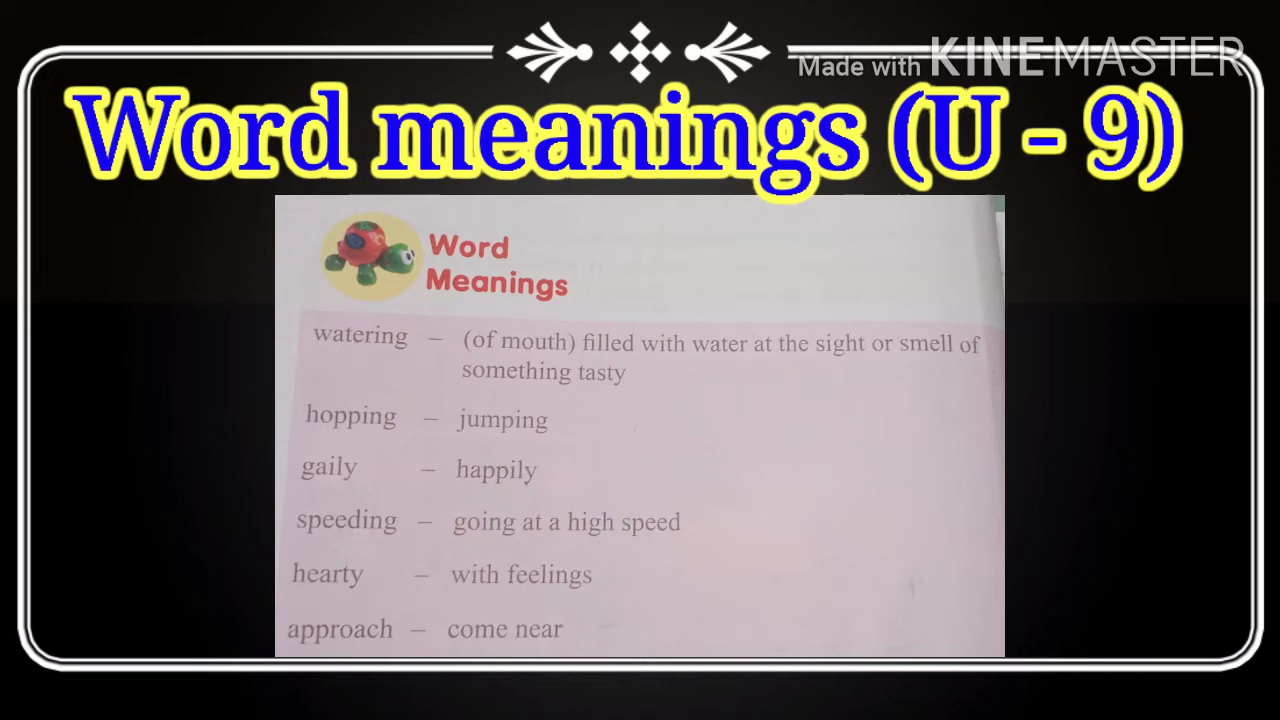 Made with KINEMASTER
Word meanings (U - 9)
Word
Meanings
watering – (of mouth) filled with water at the sight or smell of
something tasty
hopping – jumping
gaily – happily
speeding – going at a high speed
hearty – with feelings
approach – come near